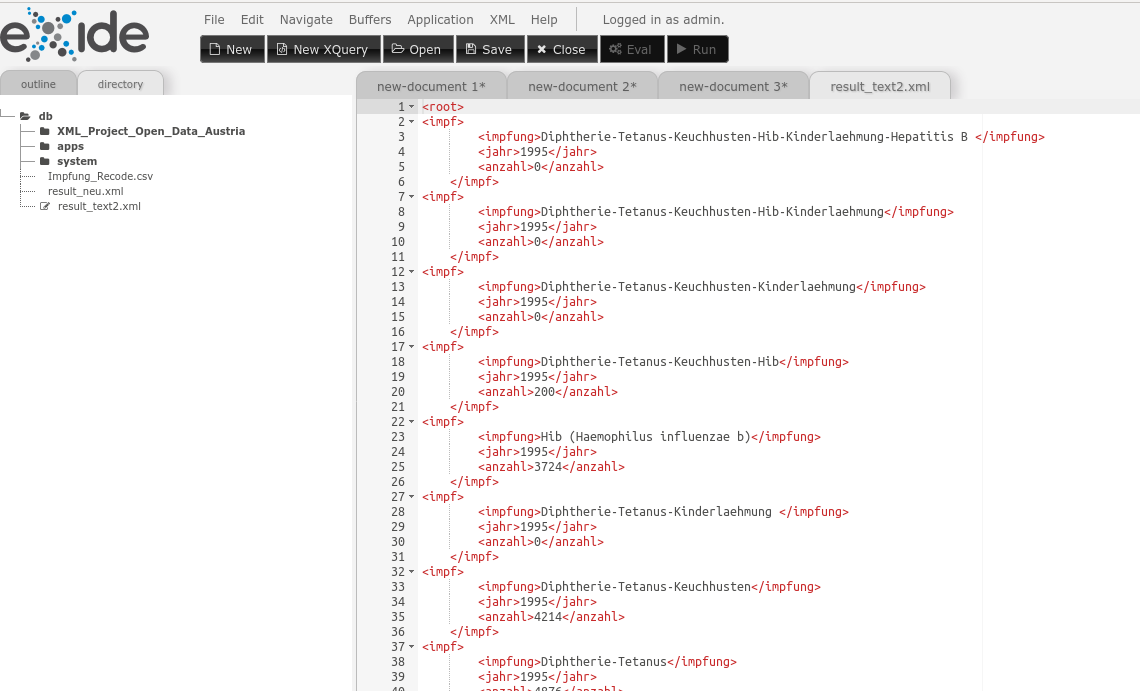 eXide
File Edit Navigate Buffers Application XML Help Logged in as admin.
New New XQuery Open Save Close Eval Run
outline directory
new-document 1* new-document 2* new-document 3* result_text2.xml
db
XML_Project_Open_Data_Austria
apps
system
Impfung_Recode.csv
result_neu.xml
result_text2.xml
1 <root>
2 <impf>
3 <impfung>Diphtherie-Tetanus-Keuchhusten-Hib-Kinderlaehmung-Hepatitis B </impfung>
4 <jahr>1995</jahr>
5 <anzahl>0</anzahl>
6 </impf>
7 <impf>
8 <impfung>Diphtherie-Tetanus-Keuchhusten-Hib-Kinderlaehmung</impfung>
9 <jahr>1995</jahr>
10 <anzahl>0</anzahl>
11 </impf>
12 <impf>
13 <impfung>Diphtherie-Tetanus-Keuchhusten-Kinderlaehmung</impfung>
14 <jahr>1995</jahr>
15 <anzahl>0</anzahl>
16 </impf>
17 <impf>
18 <impfung>Diphtherie-Tetanus-Keuchhusten-Hib</impfung>
19 <jahr>1995</jahr>
20 <anzahl>200</anzahl>
21 </impf>
22 <impf>
23 <impfung>Hib (Haemophilus influenzae b)</impfung>
24 <jahr>1995</jahr>
25 <anzahl>3724</anzahl>
26 </impf>
27 <impf>
28 <impfung>Diphtherie-Tetanus-Kinderlaehmung </impfung>
29 <jahr>1995</jahr>
30 <anzahl>0</anzahl>
31 </impf>
32 <impf>
33 <impfung>Diphtherie-Tetanus-Keuchhusten</impfung>
34 <jahr>1995</jahr>
35 <anzahl>4214</anzahl>
36 </impf>
37 <impf>
38 <impfung>Diphtherie-Tetanus</impfung>
39 <jahr>1995</jahr>
40 <anzahl>4876</anzahl>